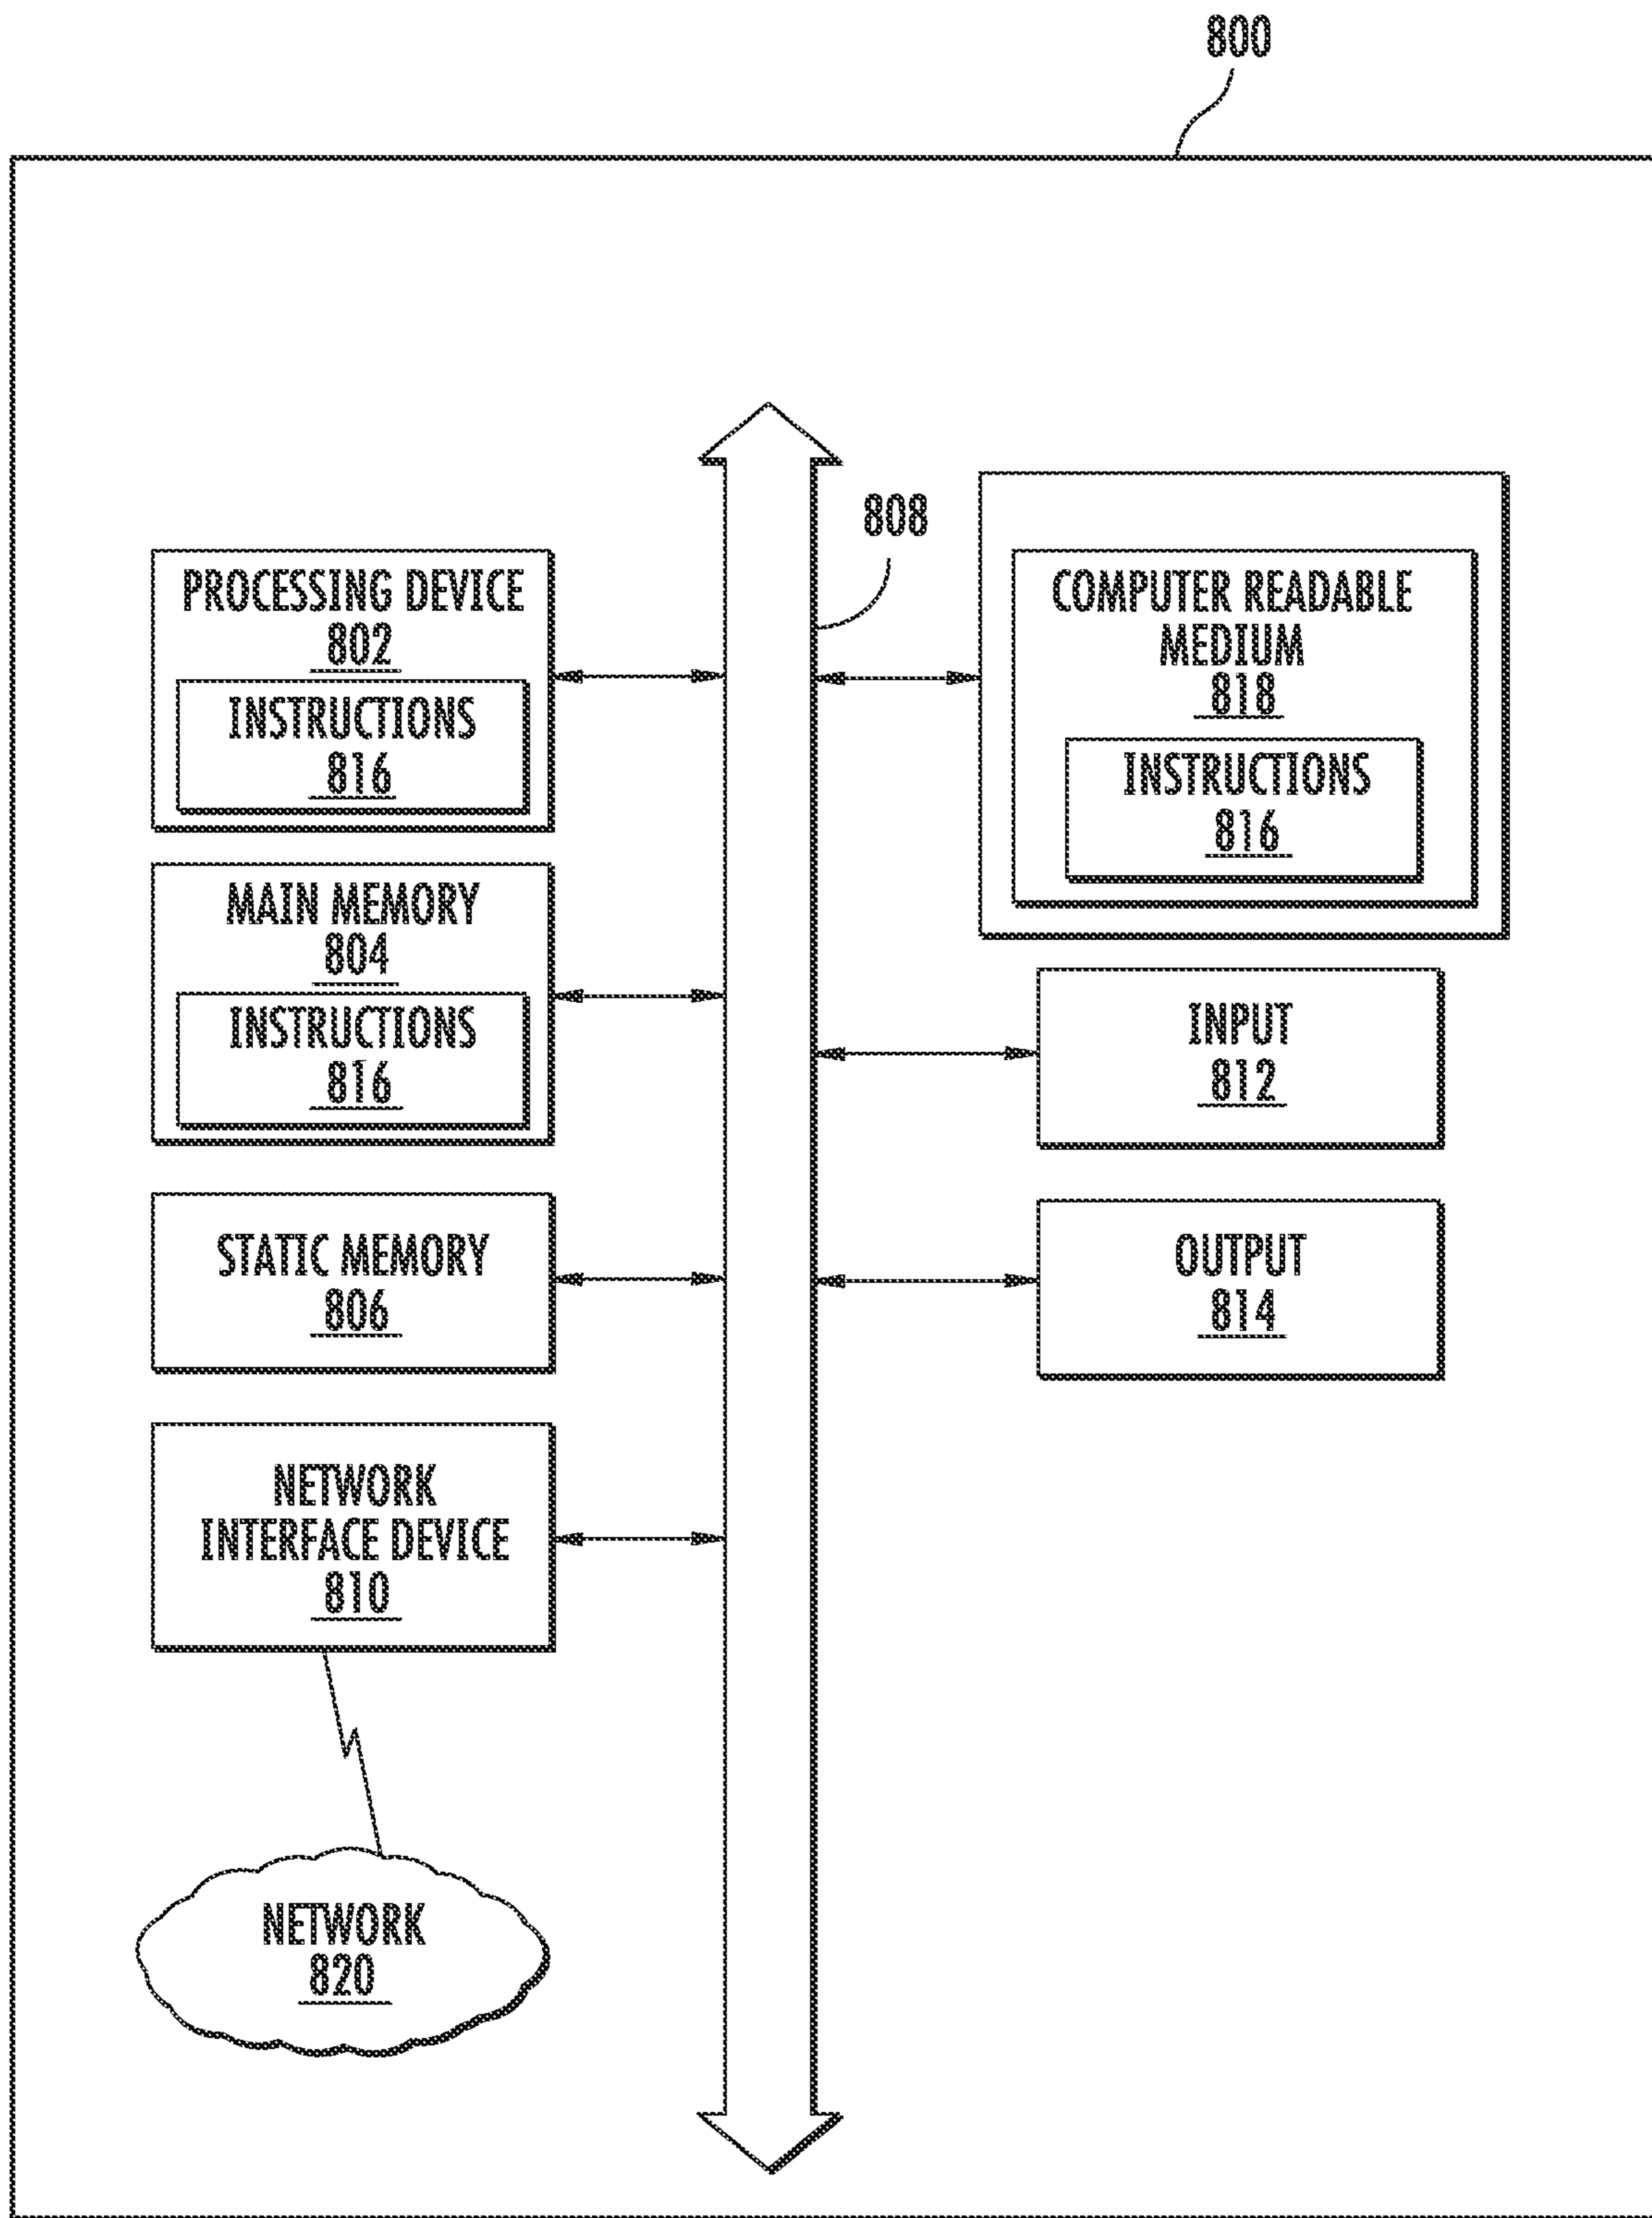 800
808
PROCESSING DEVICE
802
INSTRUCTIONS
816
MAIN MEMORY
804
INSTRUCTIONS
816
STATIC MEMORY
806
NETWORK
INTERFACE DEVICE
810
NETWORK
820
COMPUTER READABLE
MEDIUM
818
INSTRUCTIONS
816
INPUT
812
OUTPUT
814